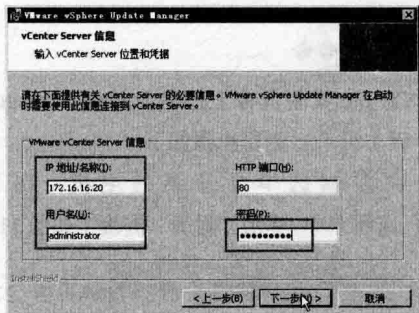 VMware vSphere Update Manager
vCenter Server 信息
输入 vCenter Server 位置和凭据
请在下面提供有关 vCenter Server 的必要信息。VMware vSphere Update Manager 在启动
时需要使用此信息连接到 vCenter Server。
VMware vCenter Server 信息
IP 地址/名称(I):
HTTP 端口(H):
172.16.16.20
80
用户名(U):
密码(P):
administrator
●●●●●●●●●
InstallShield
<上一步(B)
下一步(N) >
取消